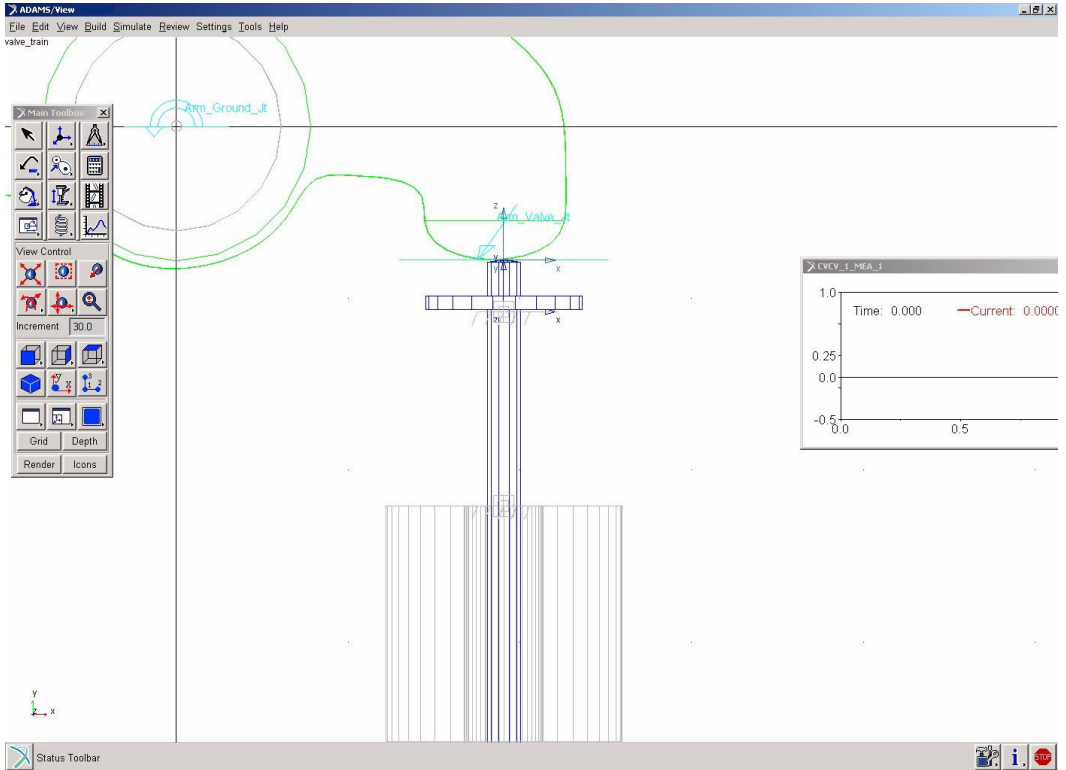 ADAMS/View
File Edit View Build Simulate Review Settings Tools Help
valve_train
Main Toolbox
Arm_Ground_Jt
View Control
Increment 30.0
Grid Depth
Render Icons
z
Arm_Valve_Jt
x
y
x
CVCV_1_MEA_1
1.0
Time: 0.000 Current: 0.0000
0.25
0.0
-0.5
0.0 0.5
y
z x
Status Toolbar
STOP